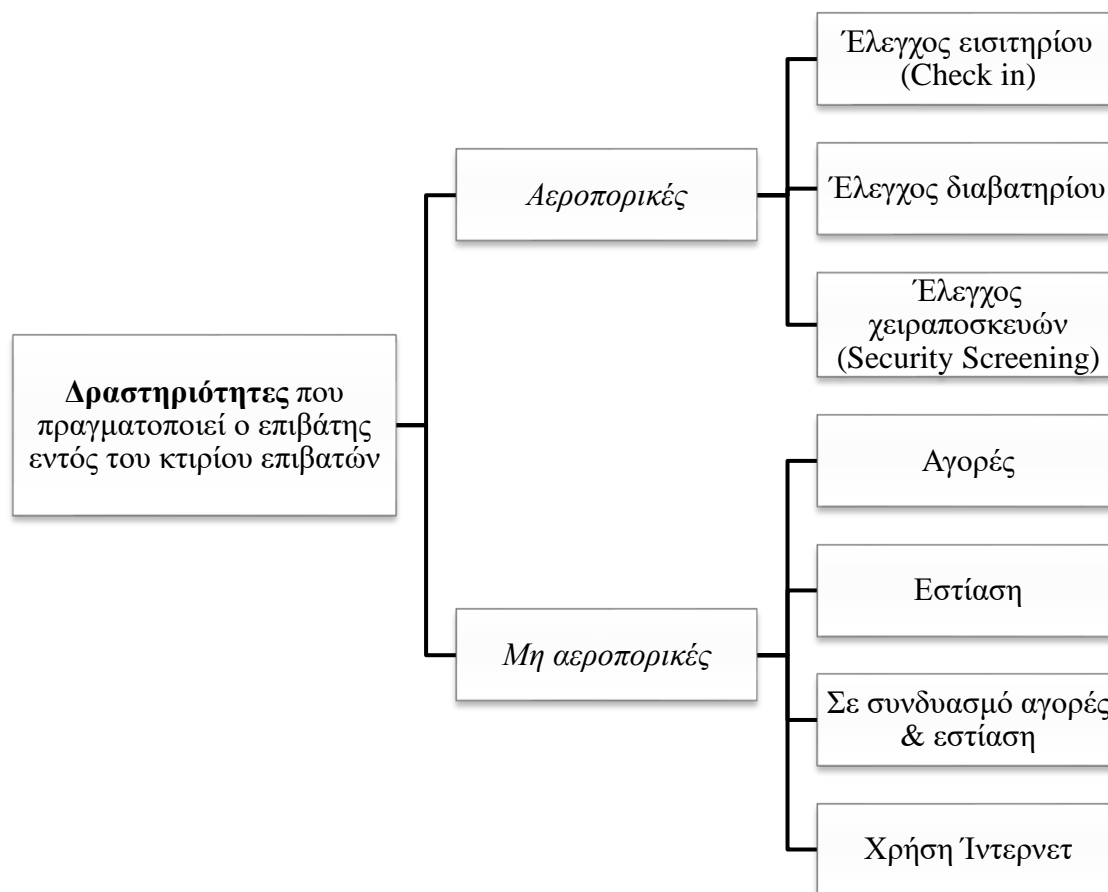 Δραστηριότητες που
πραγματοποιεί ο επιβάτης
εντός του κτιρίου επιβατών
Αεροπορικές
Έλεγχος εισιτηρίου
(Check in)
Έλεγχος διαβατηρίου
Έλεγχος
χειραποσκευών
(Security Screening)
Μη αεροπορικές
Αγορές
Εστίαση
Σε συνδυασμό αγορές
& εστίαση
Χρήση Ίντερνετ